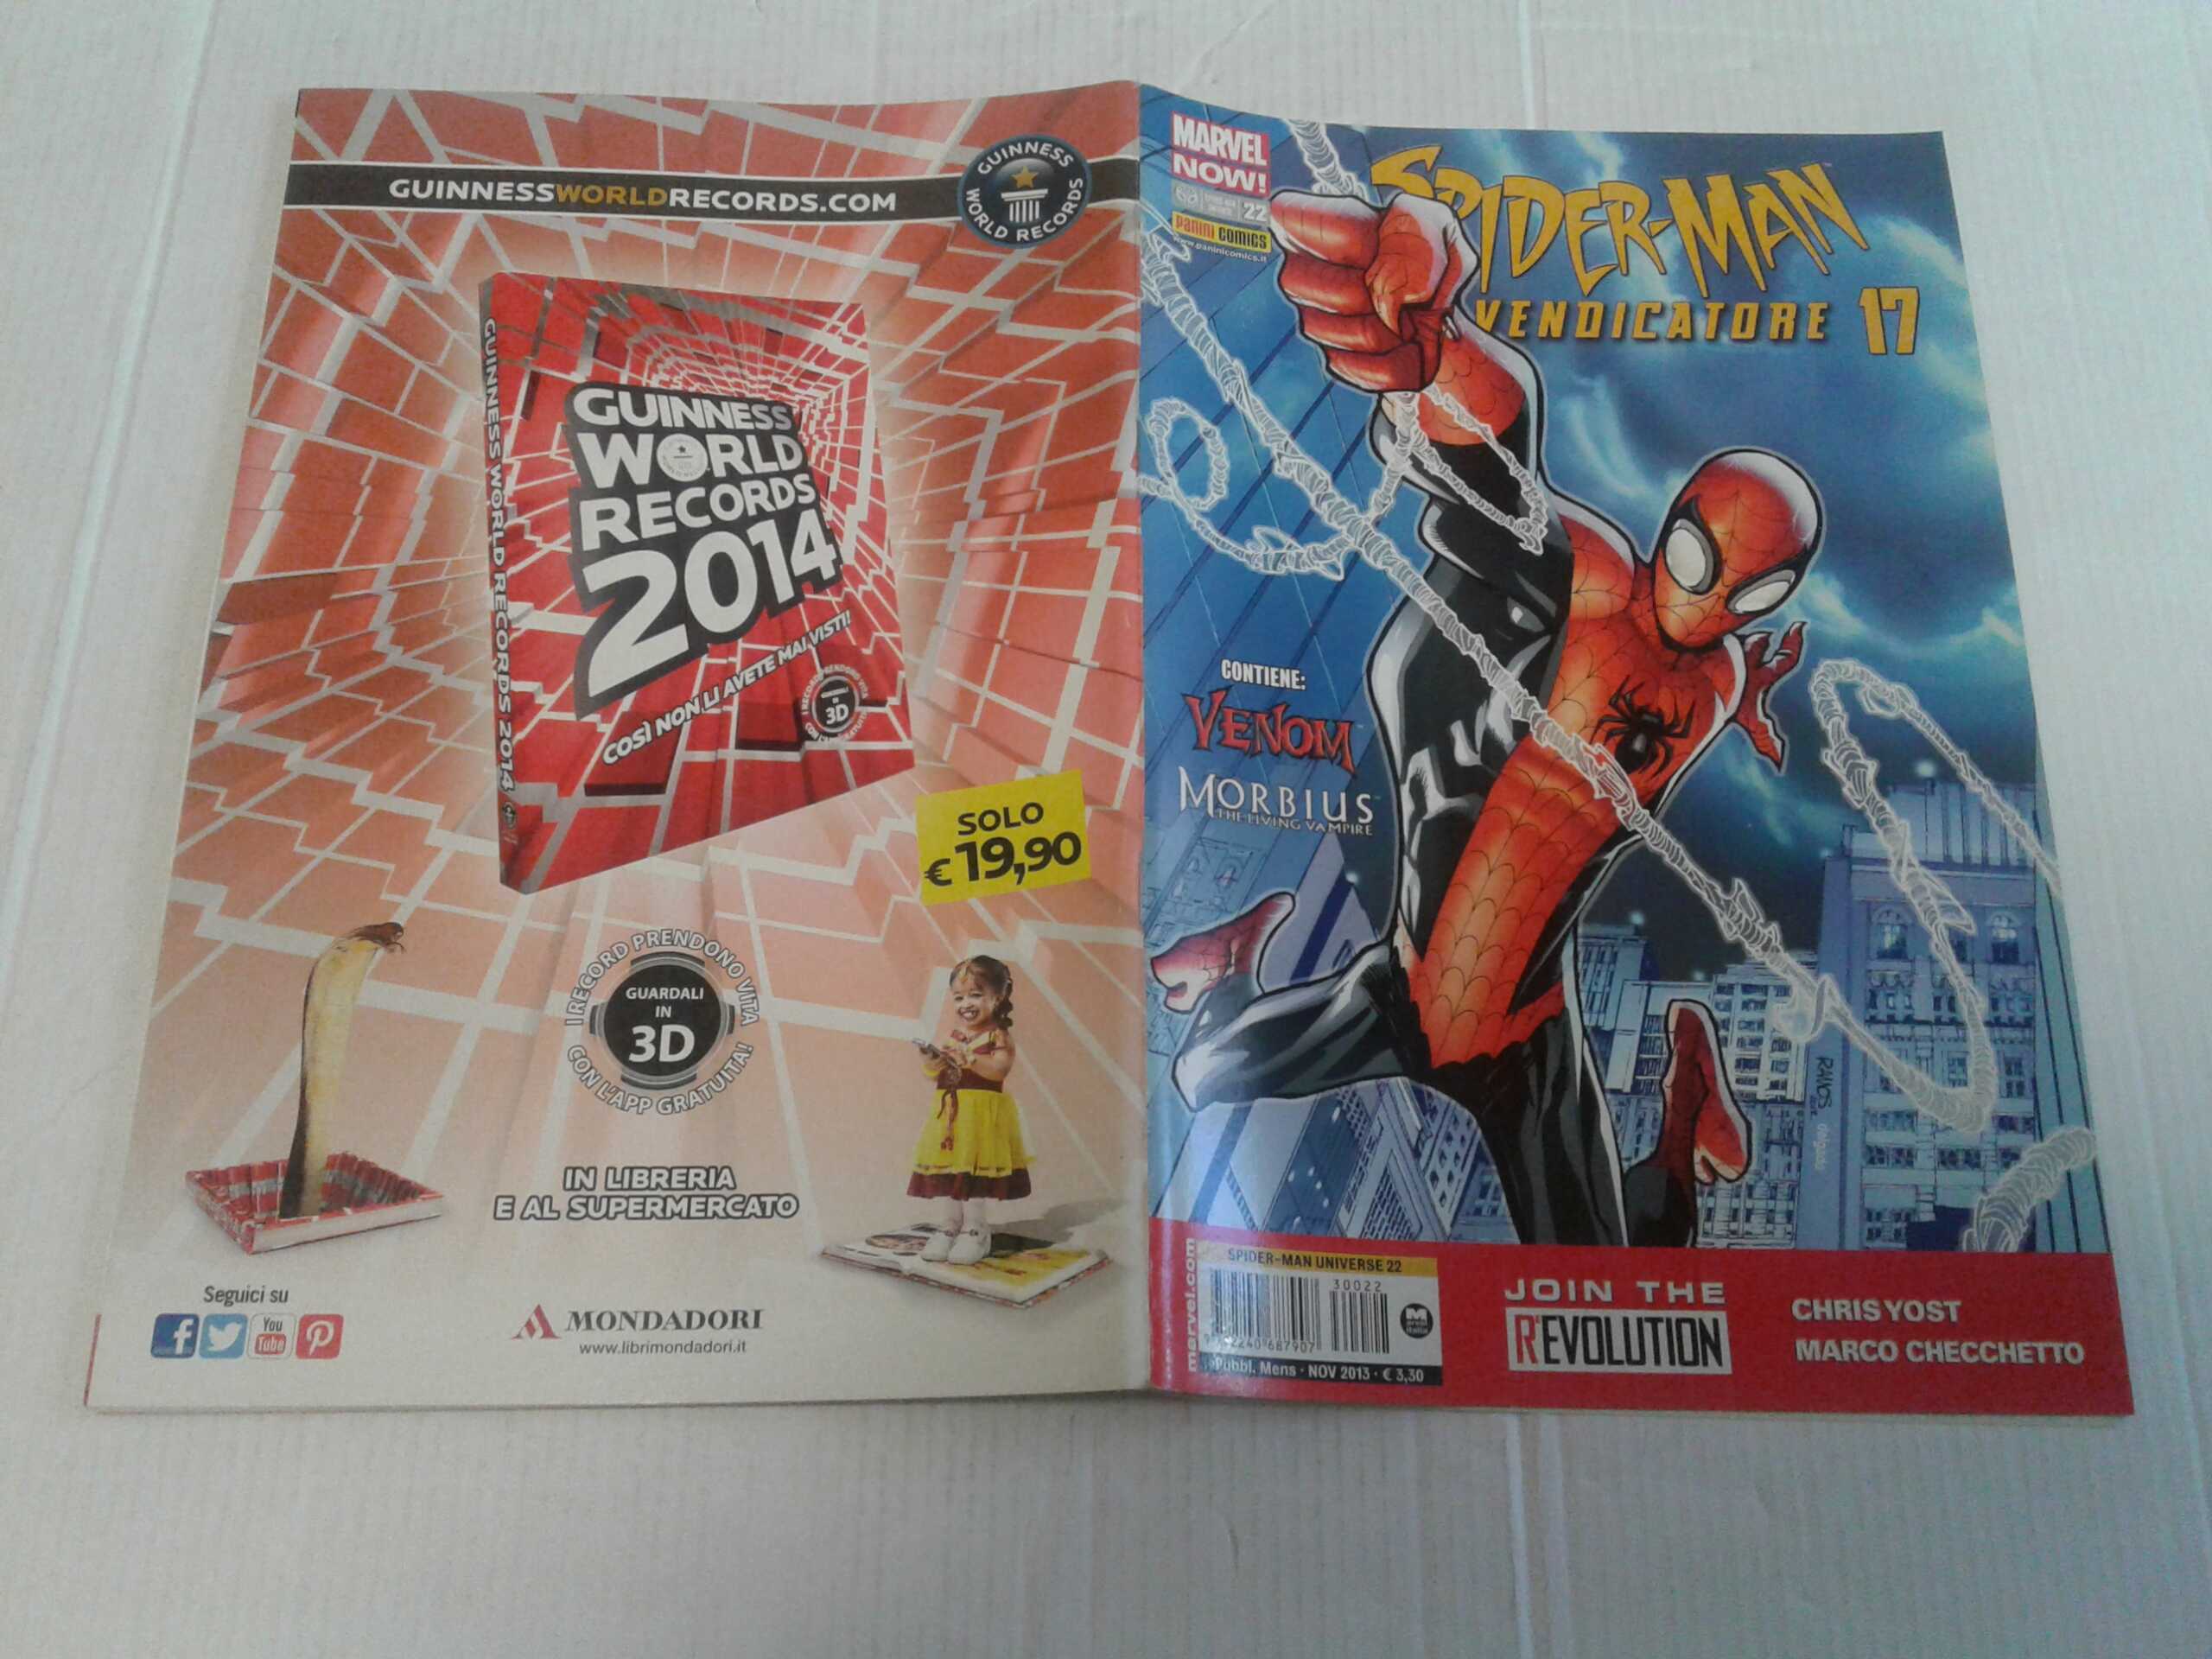 GUINNESSWORLDRECORDS.COM
GUINNESS
WORLD RECORDS
GUINNESS WORLD RECORDS 2014
GUINNESS
WORLD
RECORDS
2014
COSÌ NON LI AVETE MAI VISTI!
3D
SOLO
€ 19,90
I RECORD PRENDONO VITA
GUARDALI
IN
3D
CON L'APP GRATUITA!
IN LIBRERIA
E AL SUPERMERCATO
Seguici su
You
Tube
MONDADORI
www.librimondadori.it
MARVEL
NOW!
22
PANINI COMICS
www.paninicomics.it
SPIDER-MAN
VENDICATORE 17
CONTIENE:
VENOM
MORBIUS
THE LIVING VAMPIRE
RAMOS
marvel.com
SPIDER-MAN UNIVERSE 22
30022
Pubbl. Mens · NOV 2013 · € 3,30
JOIN THE
R'EVOLUTION
CHRIS YOST
MARCO CHECCHETTO